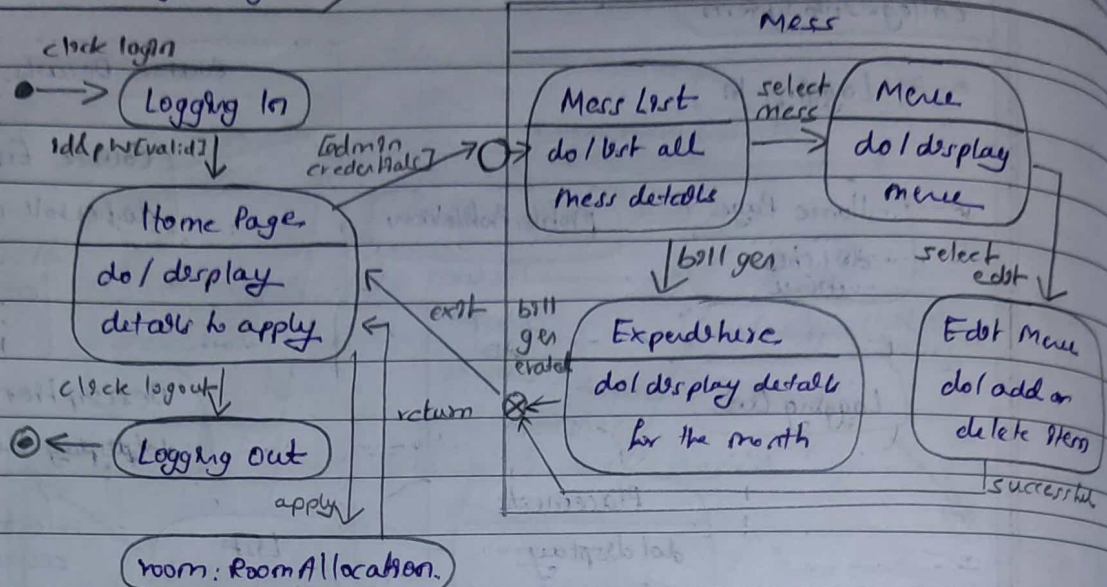 Mess
click login
Logging In
id & pw[valid]
Home Page
do / display
details to apply
[admin
credentials]
Mess List
do / list all
mess details
select
mess
Menu
do / display
menu
bill gen
select
edit
exit
bill
gen
erated
Expenditure
do / display details
for the month
Edit Menu
do / add or
delete item
successful
click logout
return
Logging out
apply
room : RoomAllocation.